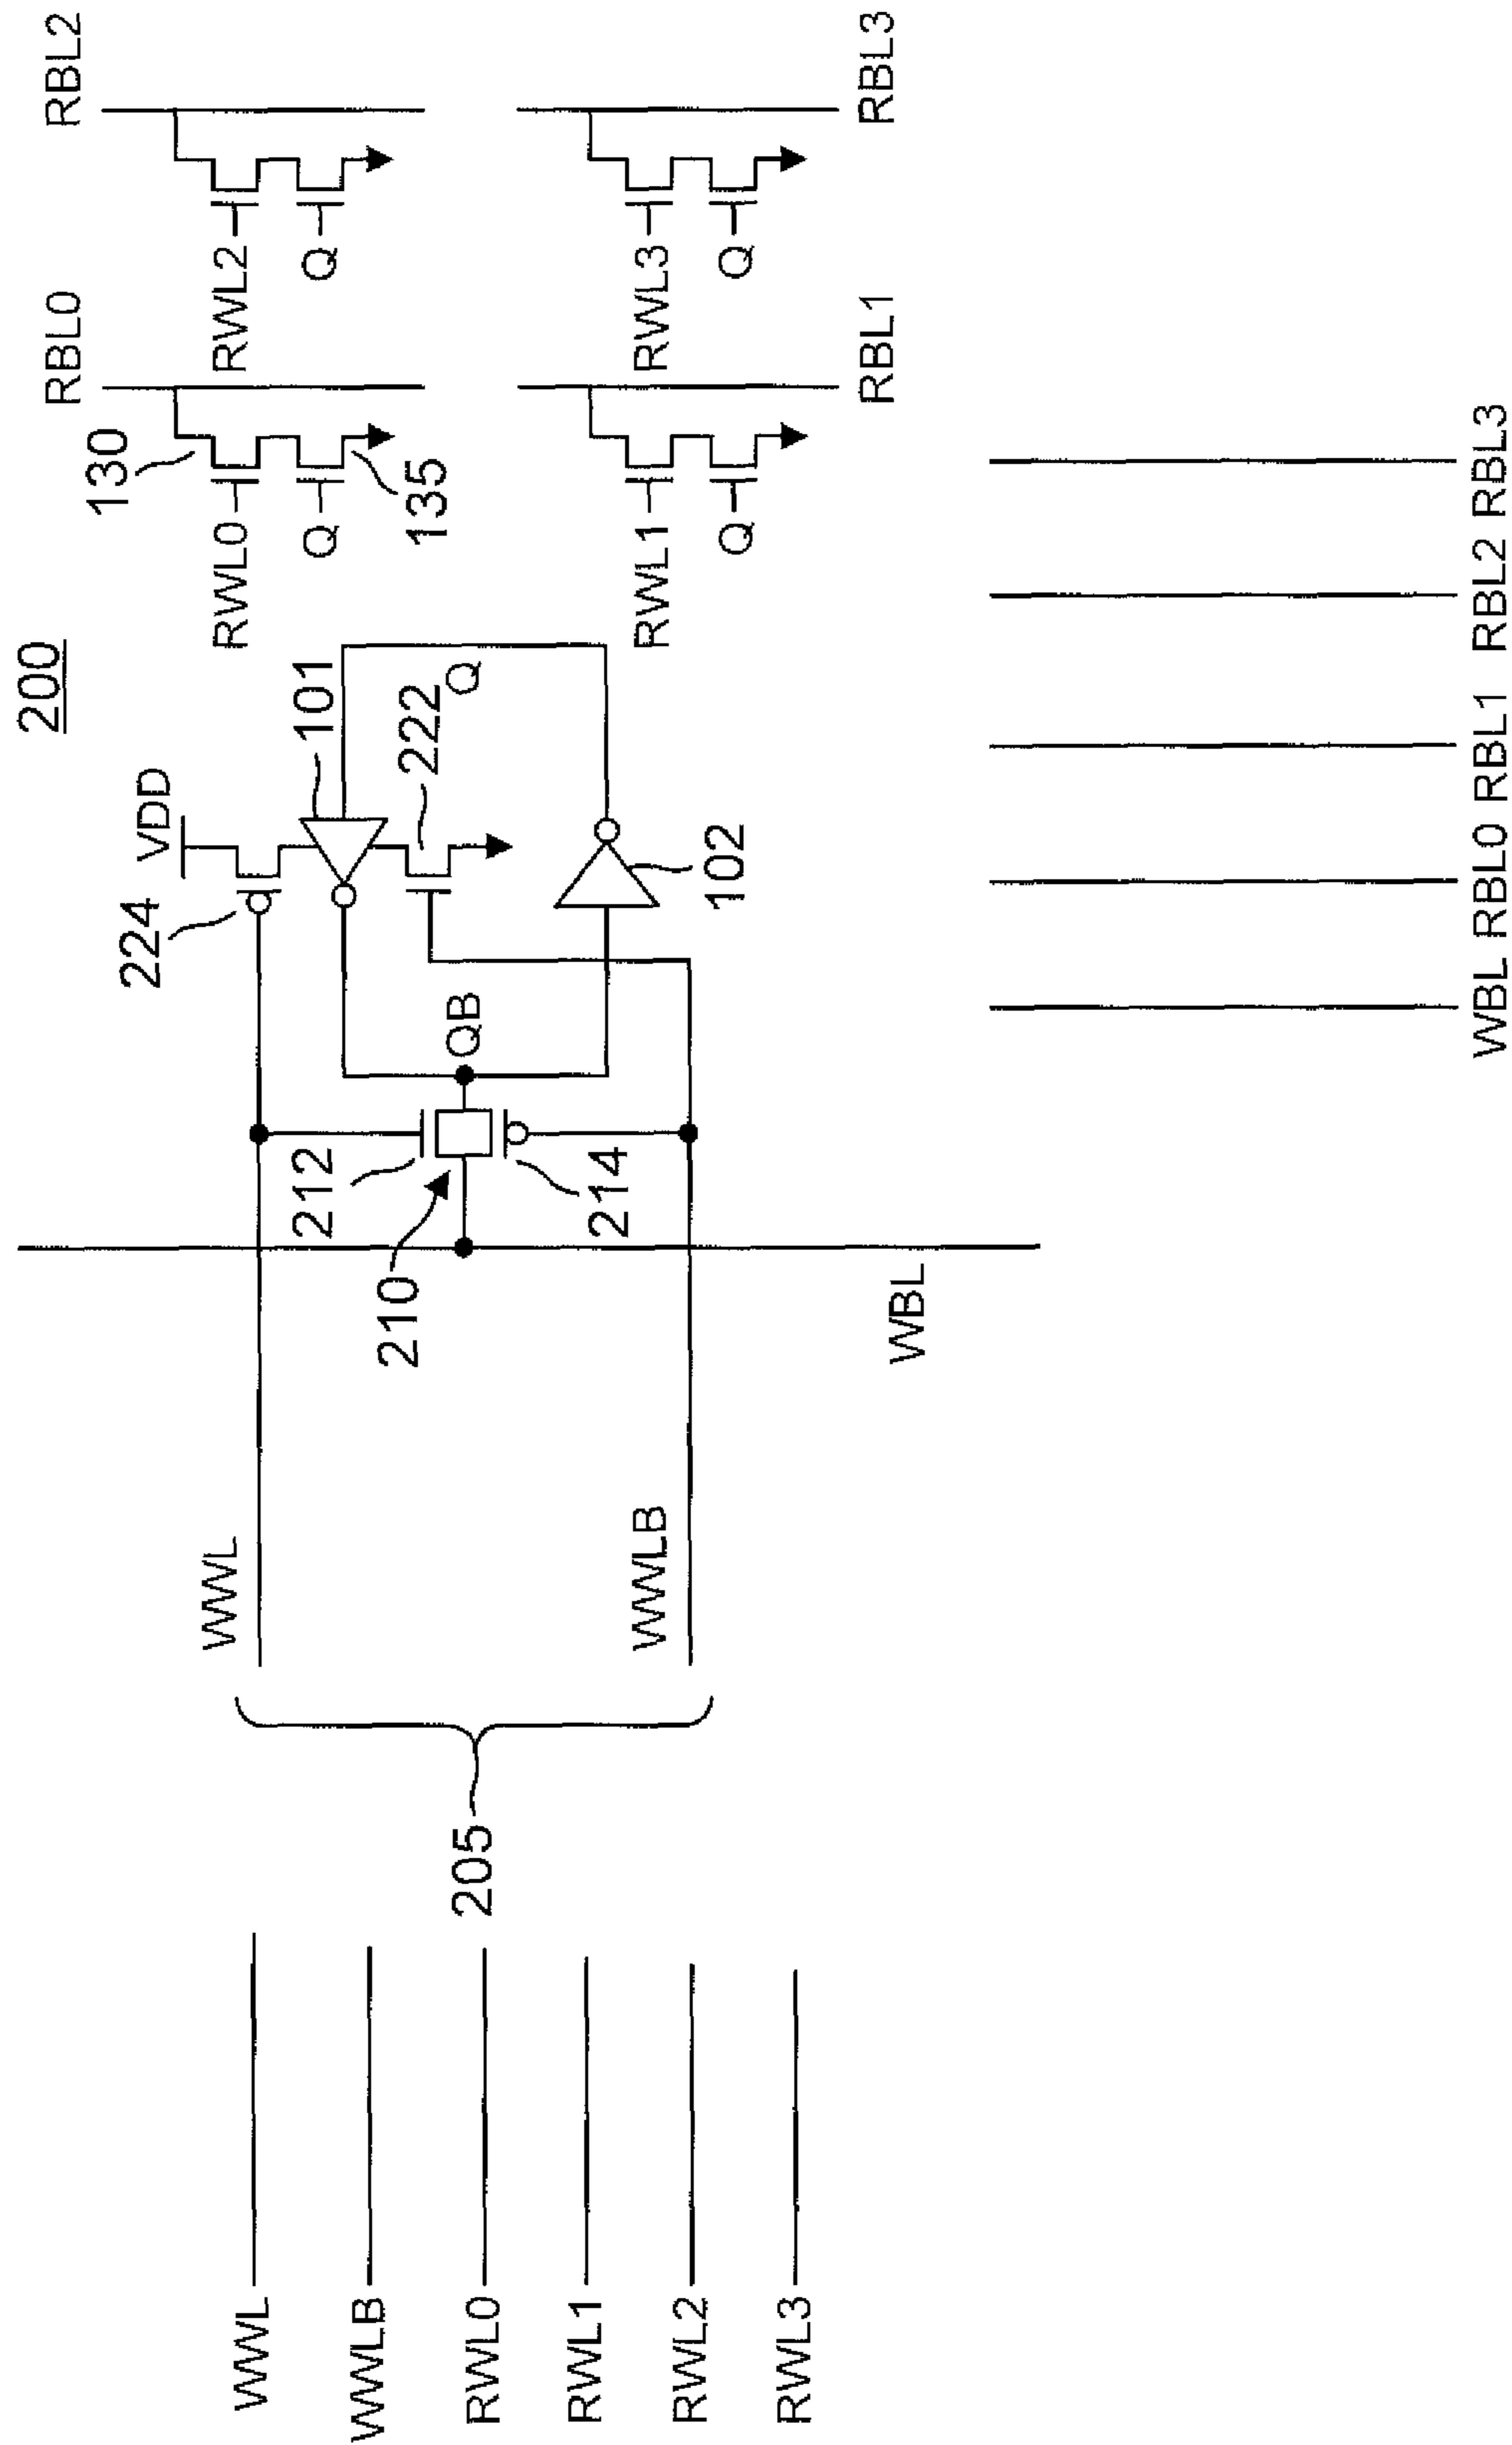 200
RBL0
RBL2
130
RWL0
Q
135
RWL2
Q
RWL1
Q
RBL1
RWL3
Q
RBL3
VDD
224
101
222
Q
QB
102
212
210
214
WBL
WWL
WWLB
205
WWL
WWLB
RWL0
RWL1
RWL2
RWL3
WBL RBL0 RBL1 RBL2 RBL3